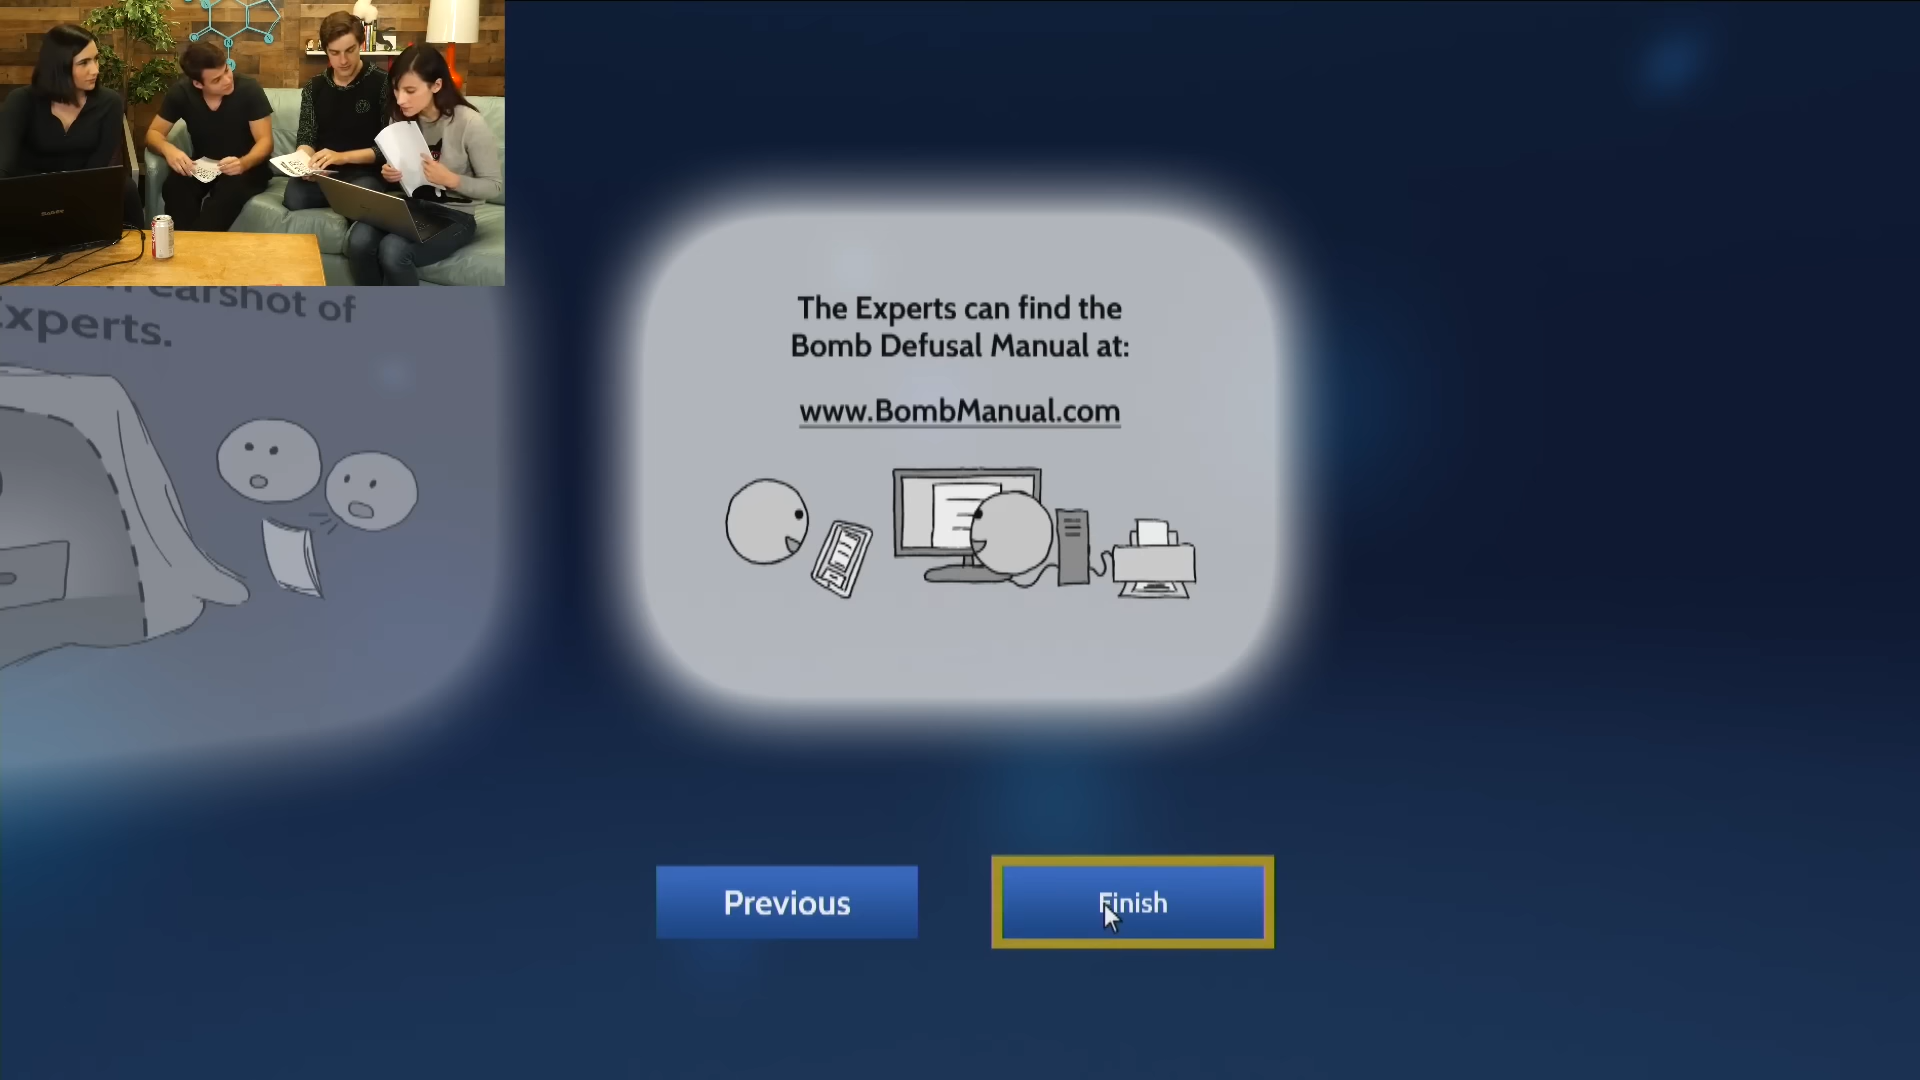 earshot of
xperts.
The Experts can find the
Bomb Defusal Manual at:
www.BombManual.com
Previous
Finish